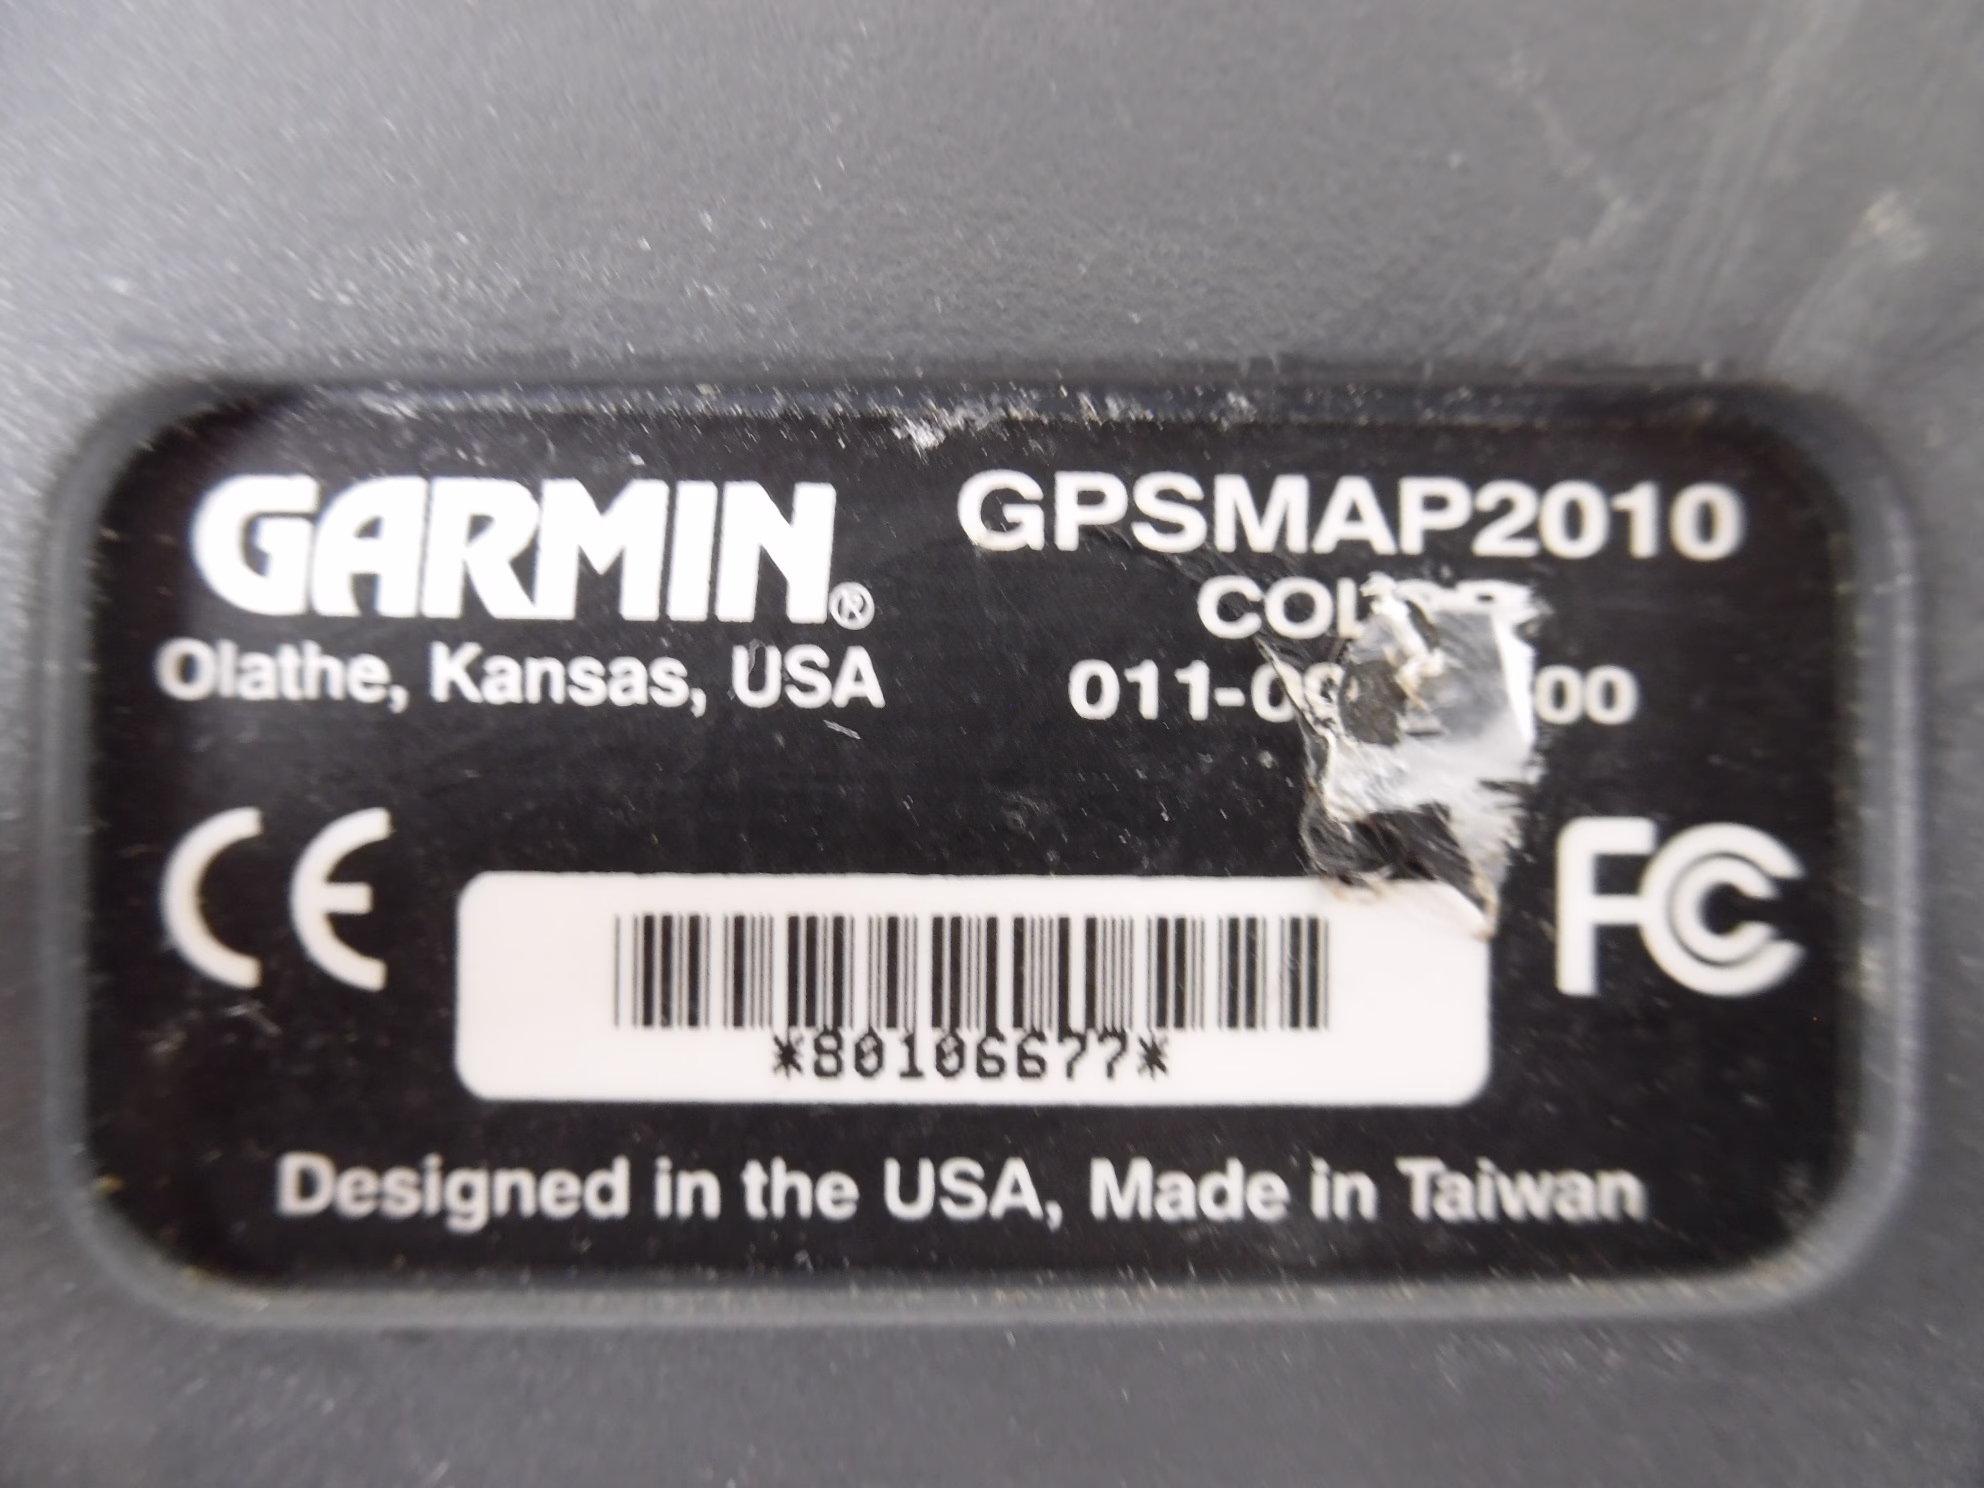 GARMIN®
Olathe, Kansas, USA
GPSMAP2010
CE
FC
*80106677*
Designed in the USA, Made in Taiwan